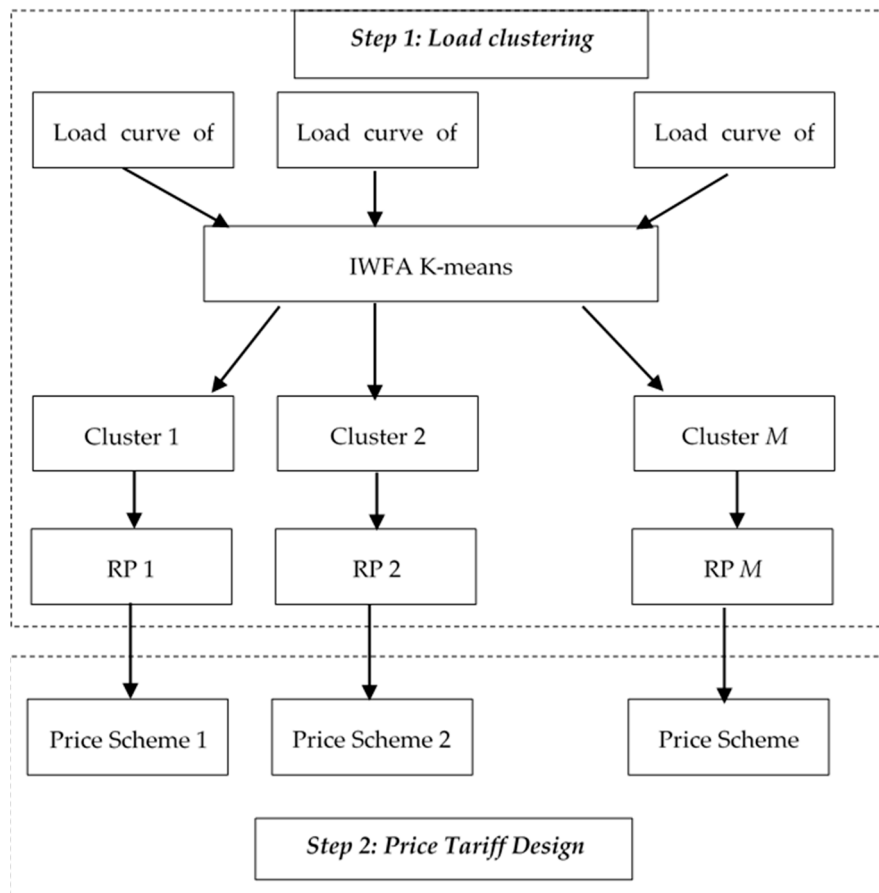 Step 1: Load clustering
Load curve of
Load curve of
Load curve of
IWFA K-means
Cluster 1
Cluster 2
Cluster M
RP 1
RP 2
RP M
Price Scheme 1
Price Scheme 2
Price Scheme
Step 2: Price Tariff Design